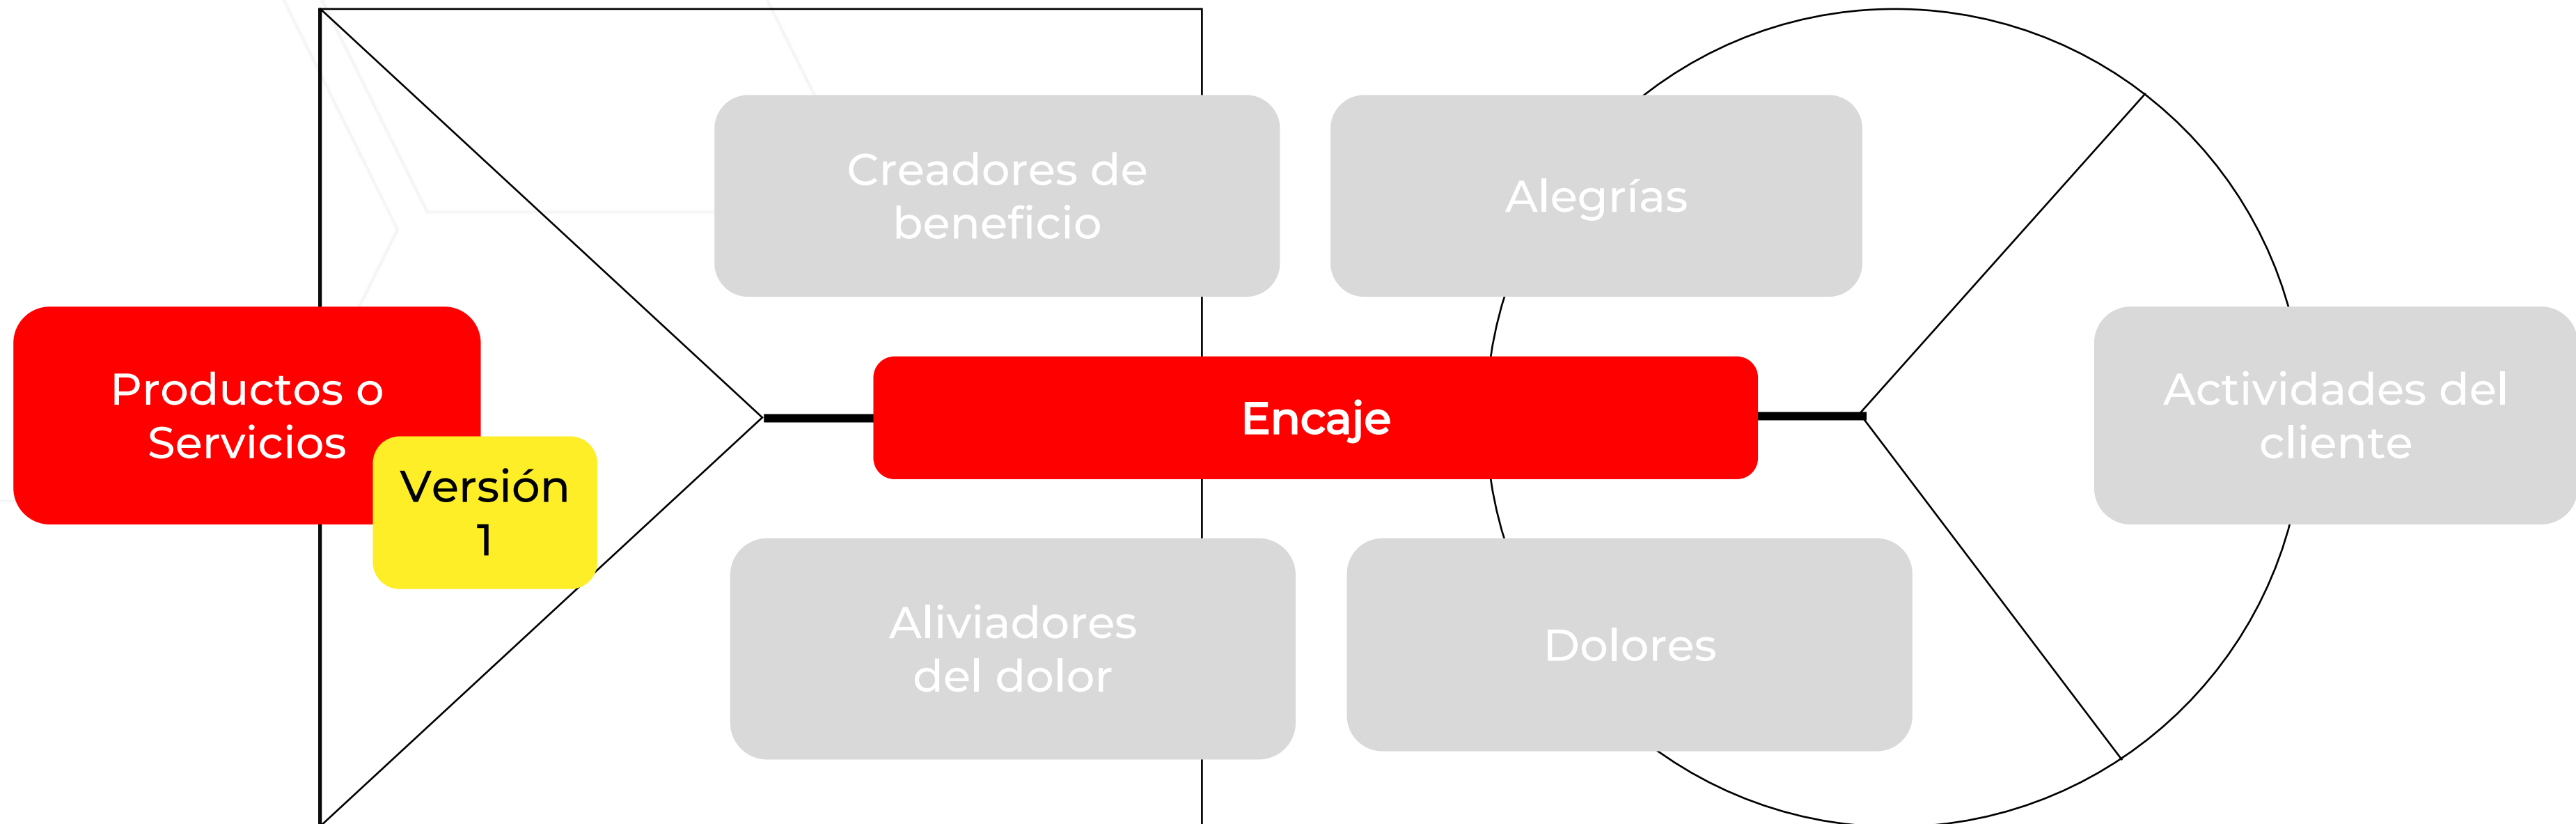 Creadores de
beneficio
Alegrías
Productos o
Servicios
Versión
1
Encaje
Actividades del
cliente
Aliviadores
del dolor
Dolores